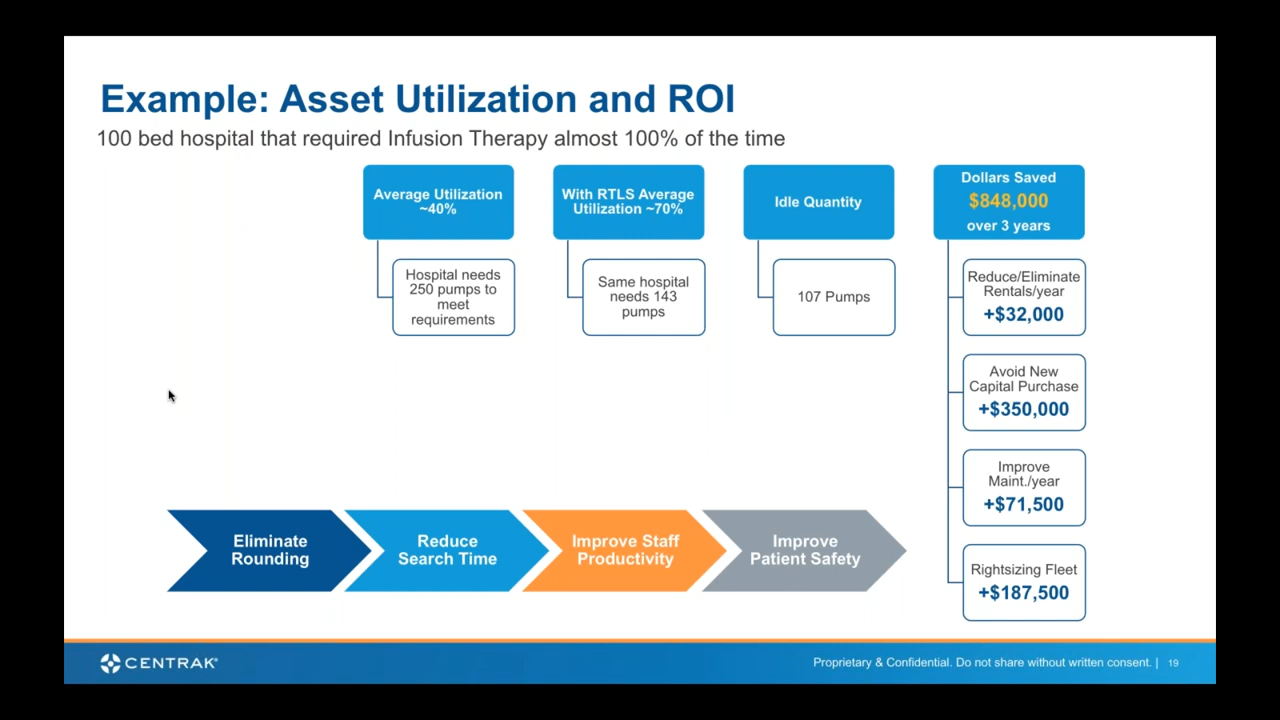 Example: Asset Utilization and ROI
100 bed hospital that required Infusion Therapy almost 100% of the time
Average Utilization
~40%
Hospital needs
250 pumps to
meet
requirements
With RTLS Average
Utilization ~70%
Same hospital
needs 143
pumps
Idle Quantity
107 Pumps
Dollars Saved
$848,000
over 3 years
Reduce/Eliminate
Rentals/year
+$32,000
Avoid New
Capital Purchase
+$350,000
Improve
Maint./year
+$71,500
Rightsizing Fleet
+$187,500
Eliminate
Rounding
Reduce
Search Time
Improve Staff
Productivity
Improve
Patient Safety
CENTRAK®
Proprietary & Confidential. Do not share without written consent. | 19